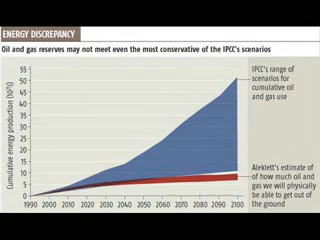 ENERGY DISCREPANCY
Oil and gas reserves may not meet even the most conservative of the IPCC's scenarios
Cumulative energy production (10²¹J)
55
50
45
40
35
30
25
20
15
10
5
0
1990 2000 2010 2020 2030 2040 2050 2060 2070 2080 2090 2100
IPCC's range of
scenarios for
cumulative oil
and gas use
Aleklett's estimate of
of how much oil and
gas we will physically
be able to get out of
the ground